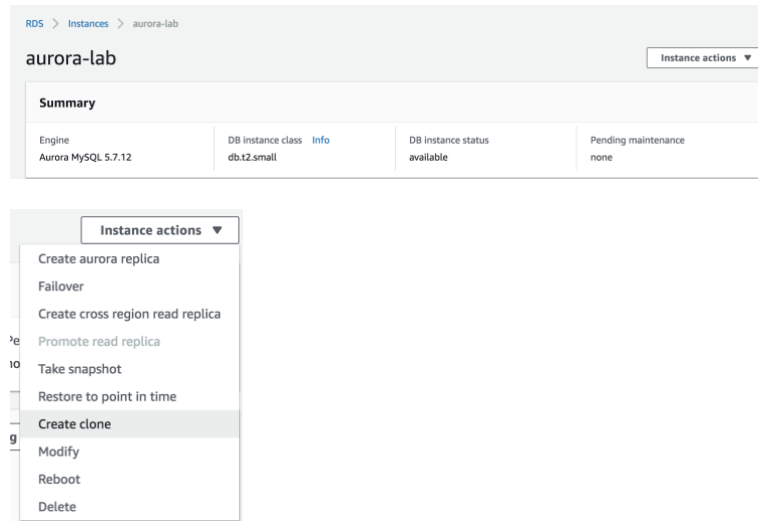 RDS > Instances > aurora-lab
aurora-lab
Instance actions ▼
Summary
Engine DB instance class Info DB instance status Pending maintenance
Aurora MySQL 5.7.12 db.t2.small available none
Instance actions ▼
Create aurora replica
Failover
Create cross region read replica
Promote read replica
Take snapshot
Restore to point in time
Create clone
Modify
Reboot
Delete